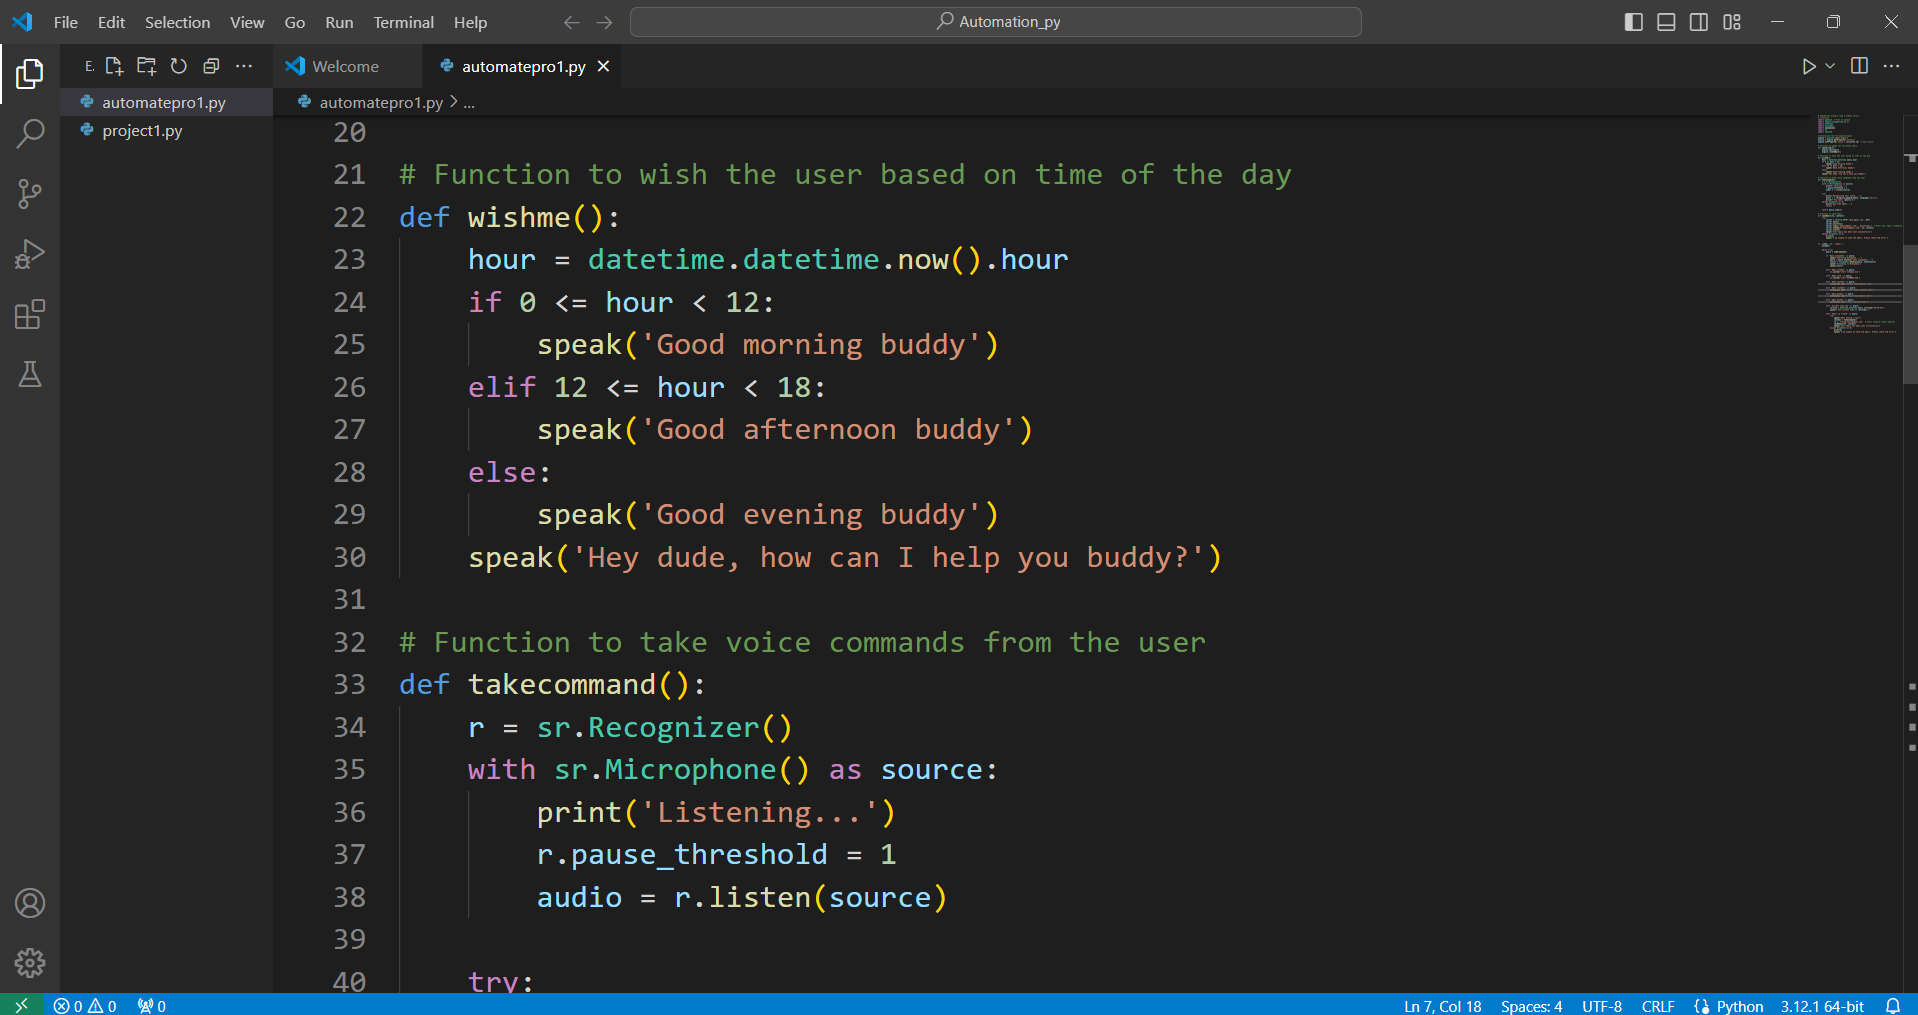 File Edit Selection View Go Run Terminal Help
Automation_py
E.
Welcome
automatepro1.py
automatepro1.py
project1.py
automatepro1.py > ...
20
21 # Function to wish the user based on time of the day
22 def wishme():
23     hour = datetime.datetime.now().hour
24     if 0 <= hour < 12:
25         speak('Good morning buddy')
26     elif 12 <= hour < 18:
27         speak('Good afternoon buddy')
28     else:
29         speak('Good evening buddy')
30     speak('Hey dude, how can I help you buddy?')
31
32 # Function to take voice commands from the user
33 def takecommand():
34     r = sr.Recognizer()
35     with sr.Microphone() as source:
36         print('Listening...')
37         r.pause_threshold = 1
38         audio = r.listen(source)
39
40     try:
0 0 0 Ln 7, Col 18 Spaces: 4 UTF-8 CRLF Python 3.12.1 64-bit